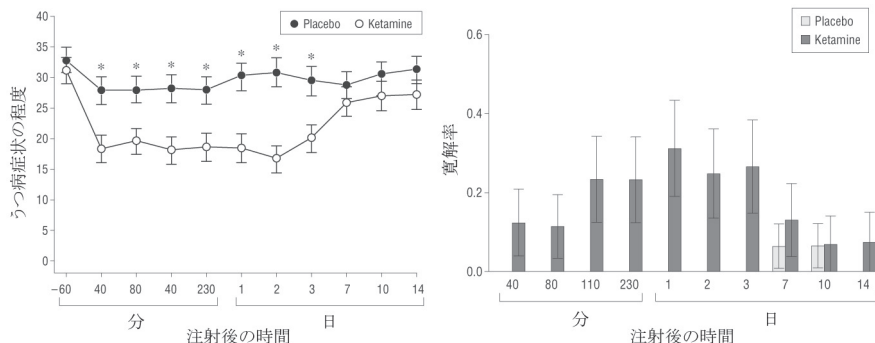 Placebo
Ketamine
うつ病症状の程度
40
35
30
25
20
15
10
5
0
* * * * * * *
−60 40 80 40 230 1 2 3 7 10 14
分 日
注射後の時間
Placebo
Ketamine
寛解率
0.6
0.4
0.2
0.0
40 80 110 230 1 2 3 7 10 14
分 日
注射後の時間